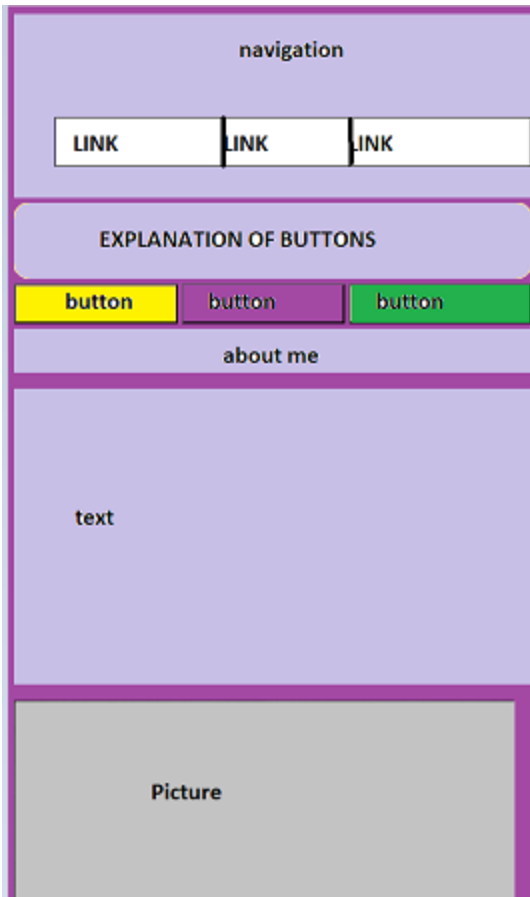 navigation
LINK LINK LINK
EXPLANATION OF BUTTONS
button button button
about me
text
Picture